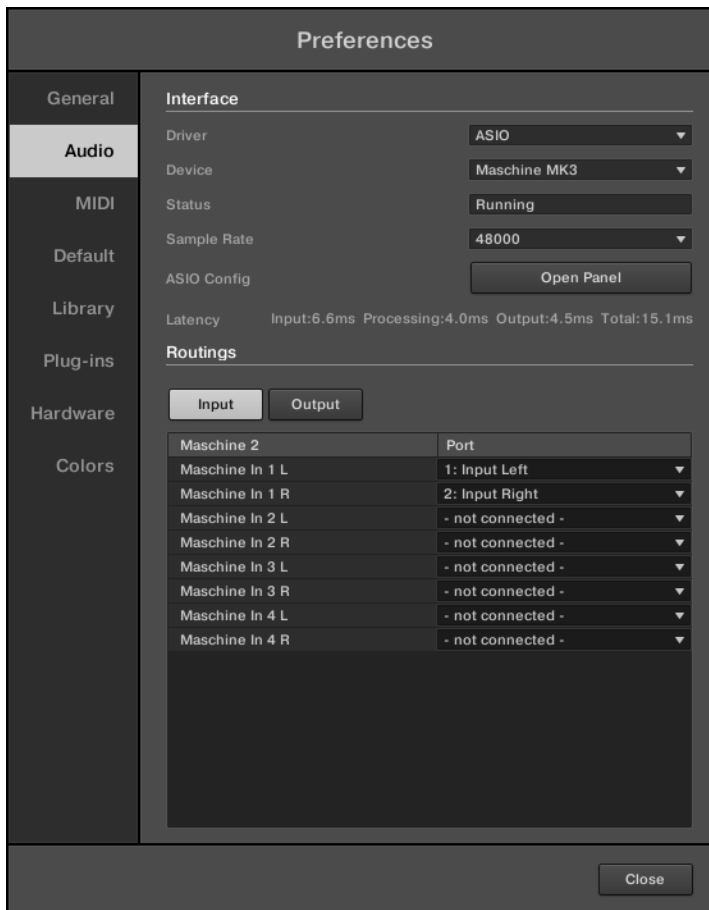 Preferences
General
Audio
MIDI
Default
Library
Plug-ins
Hardware
Colors
Interface
Driver ASIO
Device Maschine MK3
Status Running
Sample Rate 48000
ASIO Config Open Panel
Latency Input:6.6ms Processing:4.0ms Output:4.5ms Total:15.1ms
Routings
Input Output
Maschine 2 Port
Maschine In 1 L 1: Input Left
Maschine In 1 R 2: Input Right
Maschine In 2 L - not connected -
Maschine In 2 R - not connected -
Maschine In 3 L - not connected -
Maschine In 3 R - not connected -
Maschine In 4 L - not connected -
Maschine In 4 R - not connected -
Close